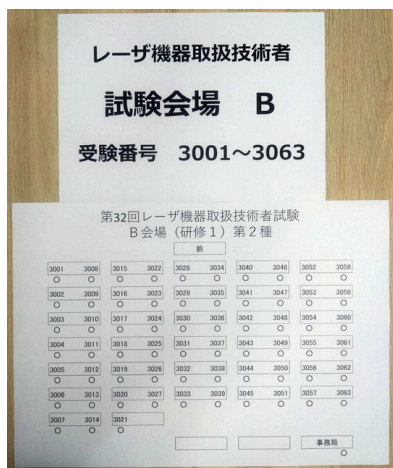 レーザ機器取扱技術者
試験会場　B
受験番号　3001～3063
第32回レーザ機器取扱技術者試験
B会場（研修１）第２種
前
3001 3008 3015 3022 3028 3034 3040 3046 3052 3058
3002 3009 3016 3023 3029 3035 3041 3047 3053 3059
3003 3010 3017 3024 3030 3036 3042 3048 3054 3060
3004 3011 3018 3025 3031 3037 3043 3049 3055 3061
3005 3012 3019 3026 3032 3038 3044 3050 3056 3062
3006 3013 3020 3027 3033 3039 3045 3051 3057 3063
3007 3014 3021
事務局